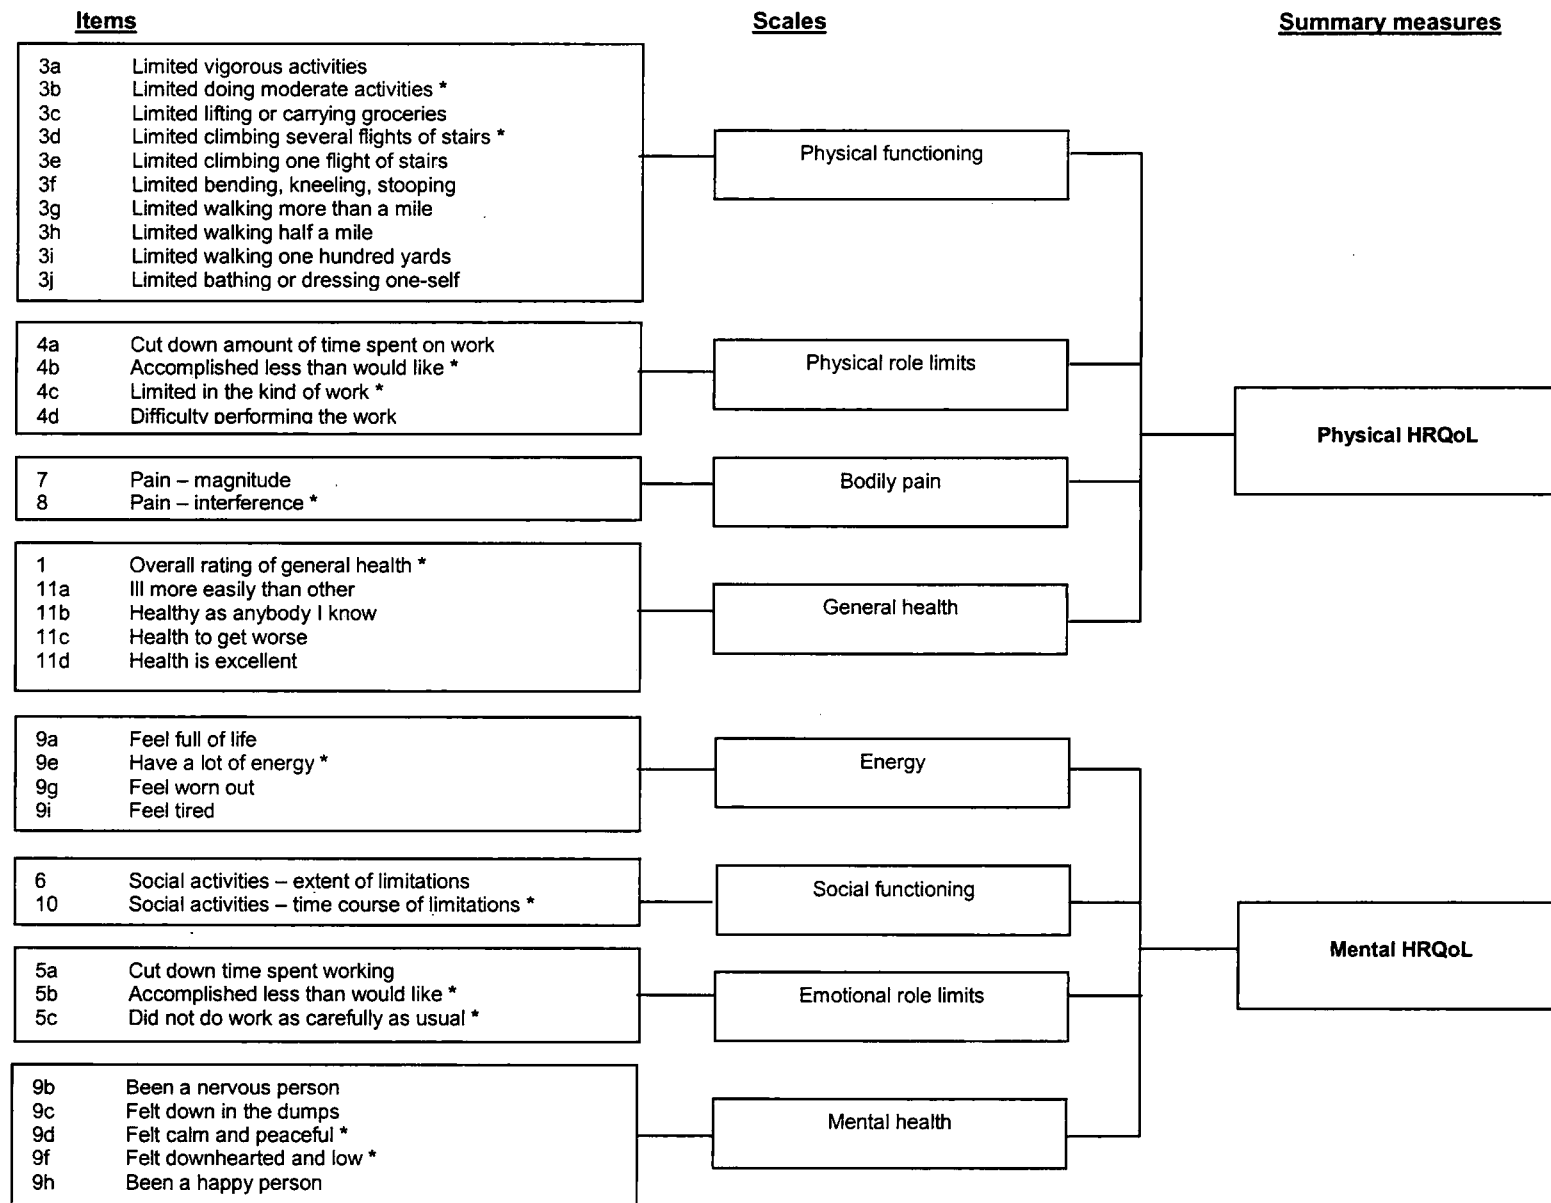 Items Scales Summary measures
3a Limited vigorous activities
3b Limited doing moderate activities *
3c Limited lifting or carrying groceries
3d Limited climbing several flights of stairs *
3e Limited climbing one flight of stairs
3f Limited bending, kneeling, stooping
3g Limited walking more than a mile
3h Limited walking half a mile
3i Limited walking one hundred yards
3j Limited bathing or dressing one-self
Physical functioning
4a Cut down amount of time spent on work
4b Accomplished less than would like *
4c Limited in the kind of work *
4d Difficulty performing the work
Physical role limits
Physical HRQoL
7 Pain – magnitude
8 Pain – interference *
Bodily pain
1 Overall rating of general health *
11a Ill more easily than other
11b Healthy as anybody I know
11c Health to get worse
11d Health is excellent
General health
9a Feel full of life
9e Have a lot of energy *
9g Feel worn out
9i Feel tired
Energy
6 Social activities – extent of limitations
10 Social activities – time course of limitations *
Social functioning
Mental HRQoL
5a Cut down time spent working
5b Accomplished less than would like *
5c Did not do work as carefully as usual *
Emotional role limits
9b Been a nervous person
9c Felt down in the dumps
9d Felt calm and peaceful *
9f Felt downhearted and low *
9h Been a happy person
Mental health